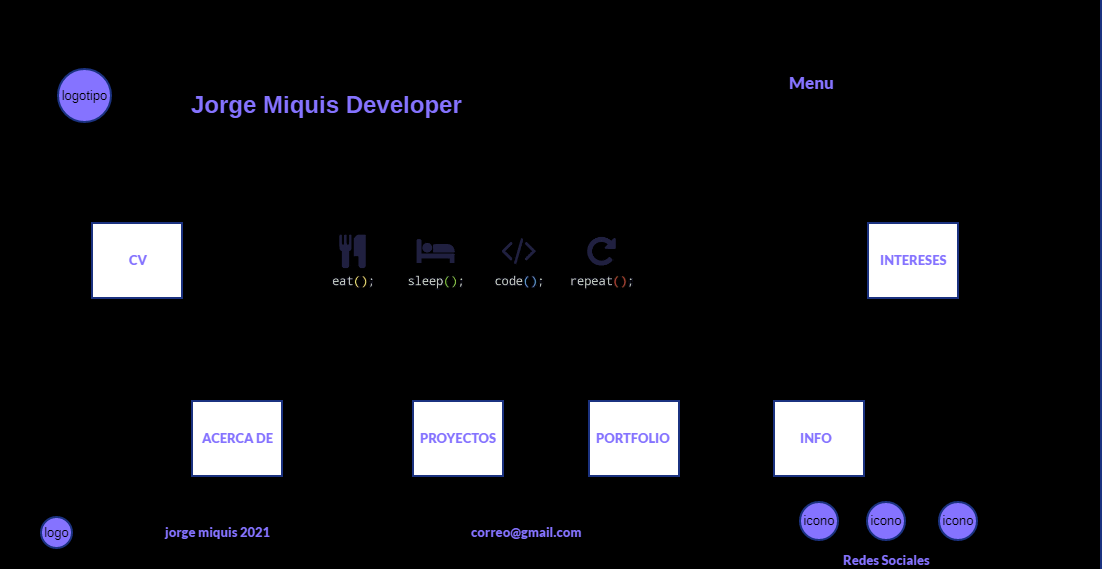 logotipo
Jorge Miquis Developer
Menu
CV
eat(); sleep(); code(); repeat();
INTERESES
ACERCA DE
PROYECTOS
PORTFOLIO
INFO
logo
jorge miquis 2021
correo@gmail.com
icono icono icono
Redes Sociales